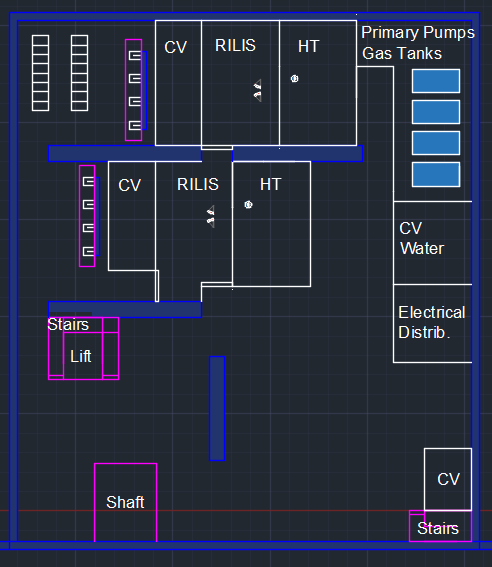 CV
RILIS
HT
Primary Pumps
Gas Tanks
CV
RILIS
HT
CV
Water
Electrical
Distrib.
Stairs
Lift
Shaft
CV
Stairs